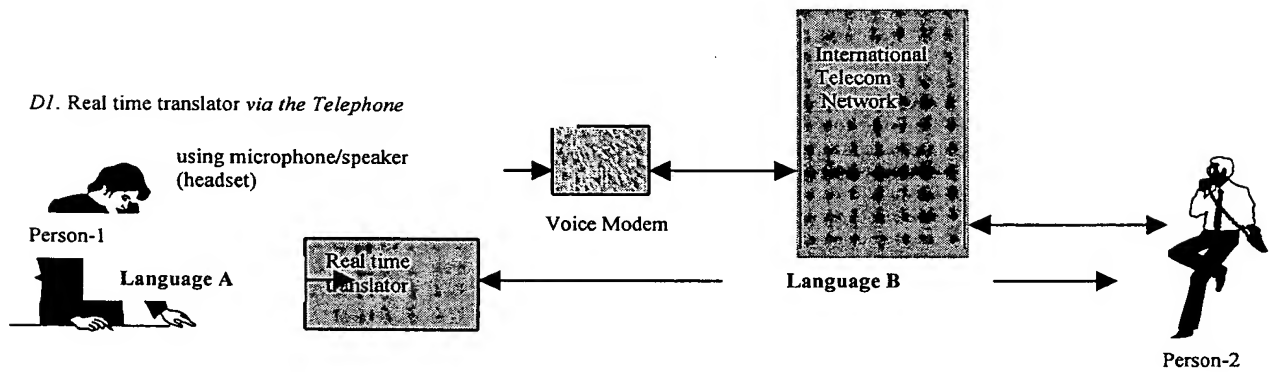 D1. Real time translator via the Telephone
using microphone/speaker
(headset)
Person-1
Language A
Real time
translator
Voice Modem
International
Telecom
Network
Language B
Person-2